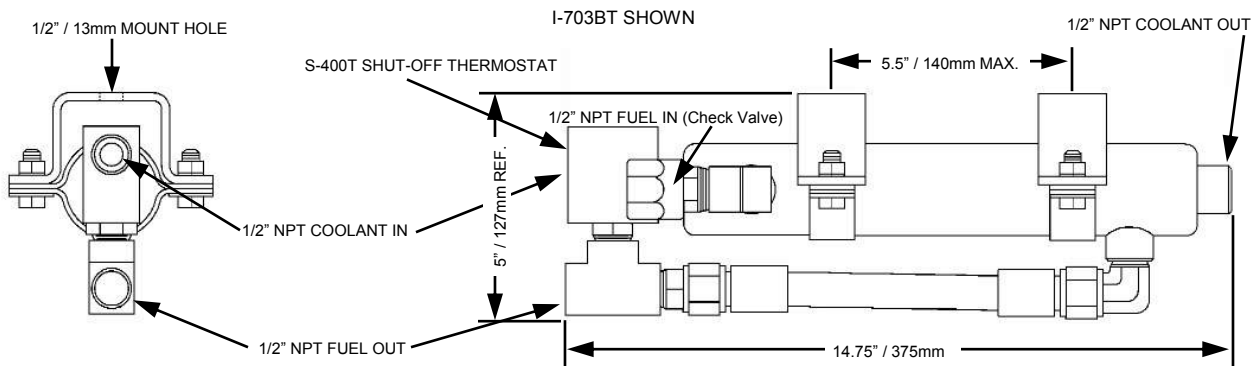 I-703BT SHOWN
1/2” / 13mm MOUNT HOLE
1/2” NPT COOLANT OUT
S-400T SHUT-OFF THERMOSTAT
5.5” / 140mm MAX.
1/2” NPT FUEL IN (Check Valve)
5” / 127mm REF.
1/2” NPT COOLANT IN
1/2” NPT FUEL OUT
14.75” / 375mm